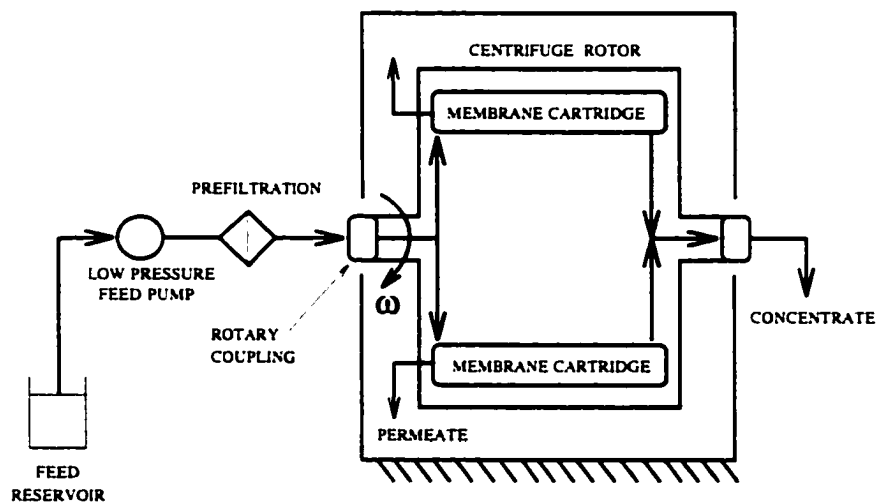 CENTRIFUGE ROTOR
MEMBRANE CARTRIDGE
PREFILTRATION
LOW PRESSURE
FEED PUMP
ω
ROTARY
COUPLING
CONCENTRATE
MEMBRANE CARTRIDGE
PERMEATE
FEED
RESERVOIR